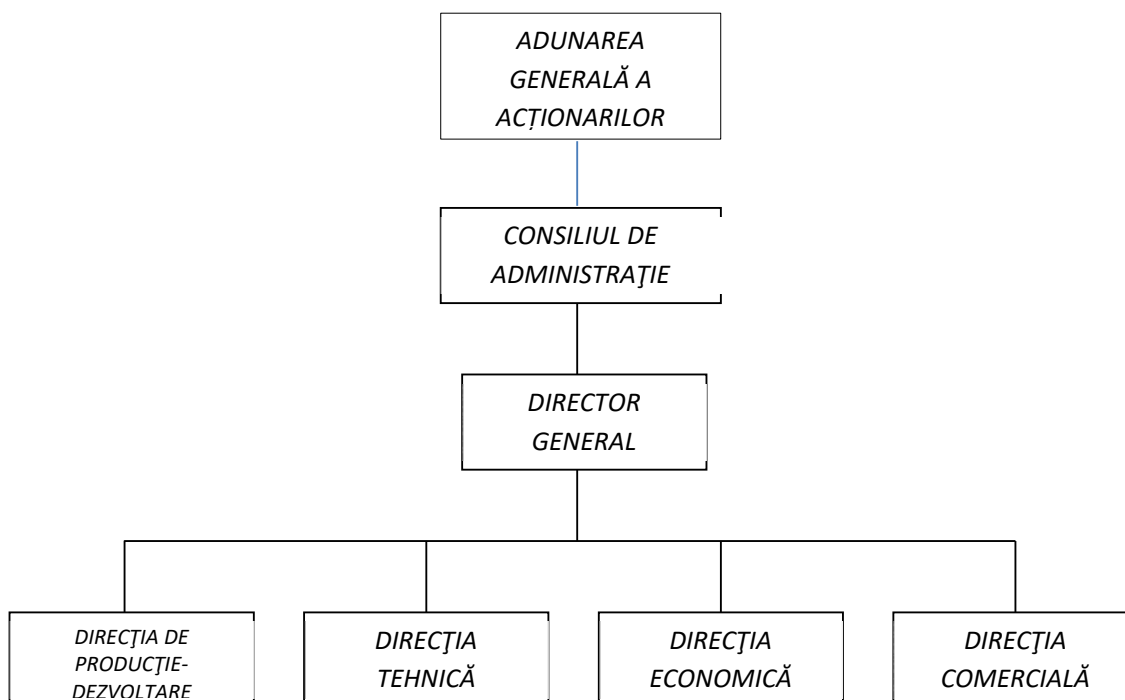 ADUNAREA
GENERALĂ A
ACȚIONARILOR
CONSILIUL DE
ADMINISTRAŢIE
DIRECTOR
GENERAL
DIRECŢIA DE
PRODUCŢIE-
DEZVOLTARE
DIRECŢIA
TEHNICĂ
DIRECŢIA
ECONOMICĂ
DIRECŢIA
COMERCIALĂ